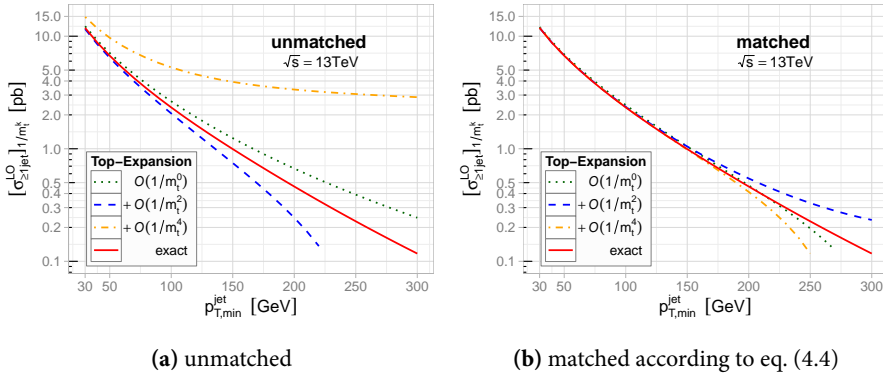 15.0
10.0
5.0
4.0
3.0
2.0
1.0
0.5
0.4
0.3
0.2
0.1
[σ^LO_≥1jet]_1/m_t^k [pb]
unmatched
√s = 13TeV
Top-Expansion
O(1/m_t^0)
+ O(1/m_t^2)
+ O(1/m_t^4)
exact
30 50 100 150 200 250 300
p_T,min^jet [GeV]
(a) unmatched
15.0
10.0
5.0
4.0
3.0
2.0
1.0
0.5
0.4
0.3
0.2
0.1
[σ^LO_≥1jet]_1/m_t^k [pb]
matched
√s = 13TeV
Top-Expansion
O(1/m_t^0)
+ O(1/m_t^2)
+ O(1/m_t^4)
exact
30 50 100 150 200 250 300
p_T,min^jet [GeV]
(b) matched according to eq. (4.4)